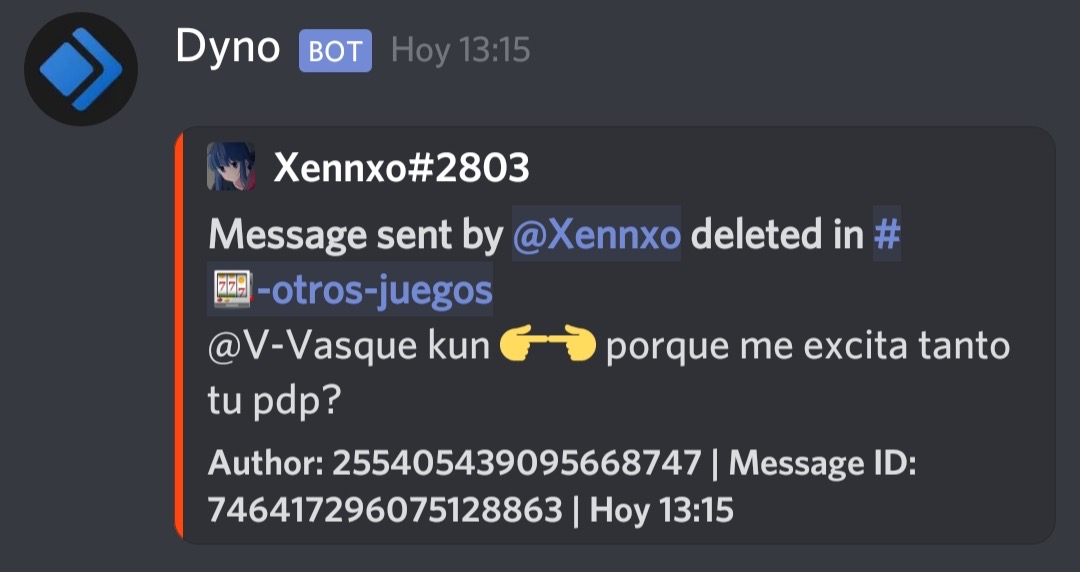 Dyno BOT Hoy 13:15
Xennxo#2803
Message sent by @Xennxo deleted in #
🎰-otros-juegos
@V-Vasque kun 👉👈 porque me excita tanto
tu pdp?
Author: 255405439095668747 | Message ID:
746417296075128863 | Hoy 13:15